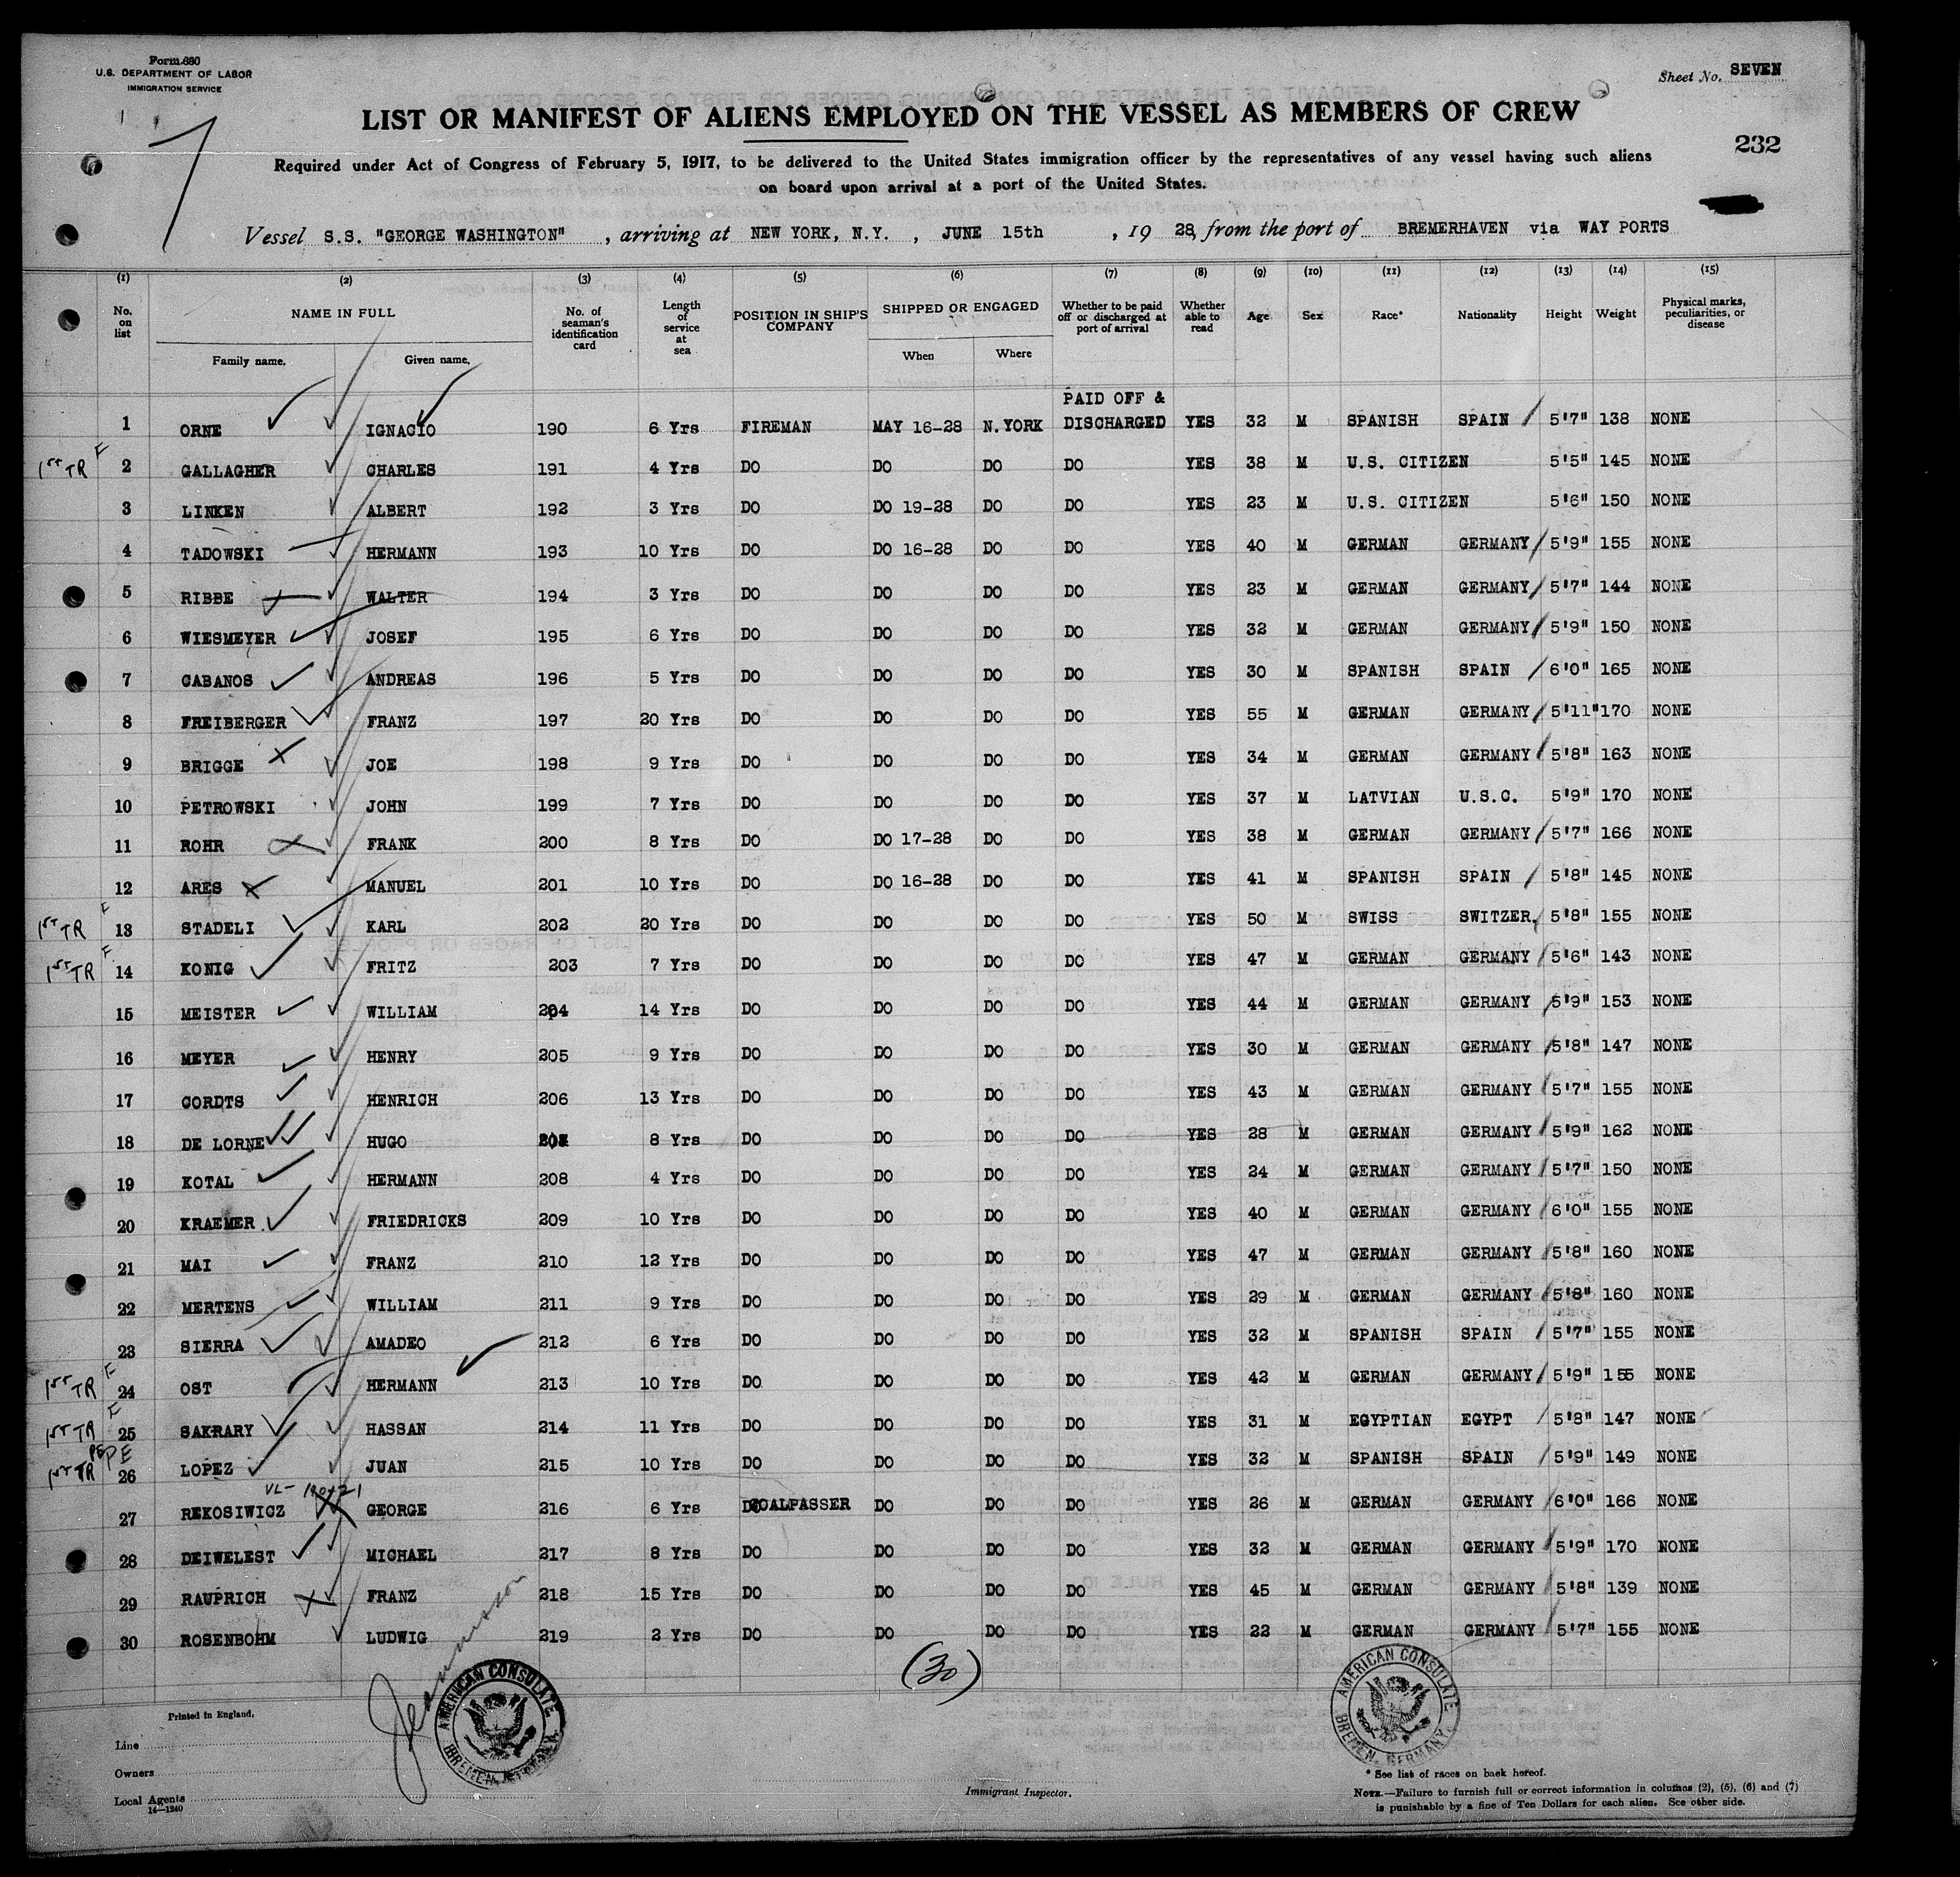 Form 680
U.S. DEPARTMENT OF LABOR
IMMIGRATION SERVICE
Sheet No. SEVEN
7
LIST OR MANIFEST OF ALIENS EMPLOYED ON THE VESSEL AS MEMBERS OF CREW
232
Required under Act of Congress of February 5, 1917, to be delivered to the United States immigration officer by the representatives of any vessel having such aliens
on board upon arrival at a port of the United States.
Vessel S.S. "GEORGE WASHINGTON", arriving at NEW YORK, N.Y., JUNE 15th, 1928, from the port of BREMERHAVEN via WAY PORTS
(1) (2) (3) (4) (5) (6) (7) (8) (9) (10) (11) (12) (13) (14) (15)
No. on list NAME IN FULL Family name. Given name. No. of seaman's identification card Length of service at sea POSITION IN SHIP'S COMPANY SHIPPED OR ENGAGED When Where Whether to be paid off or discharged at port of arrival Whether able to read Age Sex Race* Nationality Height Weight Physical marks, peculiarities, or disease
PAID OFF &
1 ORNE IGNACIO 190 6 Yrs FIREMAN MAY 16-28 N.YORK DISCHARGED YES 32 M SPANISH SPAIN 5'7" 138 NONE
1st TR F 2 GALLAGHER CHARLES 191 4 Yrs DO DO DO DO YES 38 M U.S. CITIZEN 5'5" 145 NONE
3 LINKEN ALBERT 192 3 Yrs DO DO 19-28 DO DO YES 23 M U.S. CITIZEN 5'6" 150 NONE
4 TADOWSKI HERMANN 193 10 Yrs DO DO 16-28 DO DO YES 40 M GERMAN GERMANY 5'9" 155 NONE
5 RIBBE WALTER 194 3 Yrs DO DO DO DO YES 23 M GERMAN GERMANY 5'7" 144 NONE
6 WIESMEYER JOSEF 195 6 Yrs DO DO DO DO YES 32 M GERMAN GERMANY 5'9" 150 NONE
7 CABANOS ANDREAS 196 5 Yrs DO DO DO DO YES 30 M SPANISH SPAIN 6'0" 165 NONE
8 FREIBERGER FRANZ 197 20 Yrs DO DO DO DO YES 55 M GERMAN GERMANY 5'11" 170 NONE
9 BRIGGE JOE 198 9 Yrs DO DO DO DO YES 34 M GERMAN GERMANY 5'8" 163 NONE
10 PETROWSKI JOHN 199 7 Yrs DO DO DO DO YES 37 M LATVIAN U.S.C. 5'9" 170 NONE
11 ROHR FRANK 200 8 Yrs DO DO 17-28 DO DO YES 38 M GERMAN GERMANY 5'7" 166 NONE
12 ARES MANUEL 201 10 Yrs DO DO 16-28 DO DO YES 41 M SPANISH SPAIN 5'8" 145 NONE
1st TR F 13 STADELI KARL 202 20 Yrs DO DO DO DO YES 50 M SWISS SWITZER. 5'8" 155 NONE
1st TR F 14 KONIG FRITZ 203 7 Yrs DO DO DO DO YES 47 M GERMAN GERMANY 5'6" 143 NONE
15 MEISTER WILLIAM 204 14 Yrs DO DO DO DO YES 44 M GERMAN GERMANY 5'9" 153 NONE
16 MEYER HENRY 205 9 Yrs DO DO DO DO YES 30 M GERMAN GERMANY 5'8" 147 NONE
17 CORDTS HENRICH 206 13 Yrs DO DO DO DO YES 43 M GERMAN GERMANY 5'7" 155 NONE
18 DE LORNE HUGO 8 Yrs DO DO DO DO YES 28 M GERMAN GERMANY 5'9" 162 NONE
19 KOTAL HERMANN 208 4 Yrs DO DO DO DO YES 24 M GERMAN GERMANY 5'7" 150 NONE
20 KRAEMER FRIEDRICKS 209 10 Yrs DO DO DO DO YES 40 M GERMAN GERMANY 6'0" 155 NONE
21 MAI FRANZ 210 12 Yrs DO DO DO DO YES 47 M GERMAN GERMANY 5'8" 160 NONE
22 MERTENS WILLIAM 211 9 Yrs DO DO DO DO YES 29 M GERMAN GERMANY 5'8" 160 NONE
23 SIERRA AMADEO 212 6 Yrs DO DO DO DO YES 32 M SPANISH SPAIN 5'7" 155 NONE
1st TR F 24 OST HERMANN 213 10 Yrs DO DO DO DO YES 42 M GERMAN GERMANY 5'9" 155 NONE
1st TR F 25 SAKRARY HASSAN 214 11 Yrs DO DO DO DO YES 31 M EGYPTIAN EGYPT 5'8" 147 NONE
1st TR 26 LOPEZ JUAN 215 10 Yrs DO DO DO DO YES 32 M SPANISH SPAIN 5'9" 149 NONE
27 REKOSIWICZ GEORGE 216 6 Yrs COALPASSER DO DO DO YES 26 M GERMAN GERMANY 6'0" 166 NONE
28 DEIWELEST MICHAEL 217 8 Yrs DO DO DO DO YES 32 M GERMAN GERMANY 5'9" 170 NONE
29 RAUPRICH FRANZ 218 15 Yrs DO DO DO DO YES 45 M GERMAN GERMANY 5'8" 139 NONE
30 ROSENBOHM LUDWIG 219 2 Yrs DO DO DO DO YES 22 M GERMAN GERMANY 5'7" 155 NONE
(30)
AMERICAN CONSULATE BREMEN, GERMANY
AMERICAN CONSULATE BREMEN, GERMANY
Printed in England.
Line
Owners
Local Agents
14-1240
Immigrant Inspector.
* See list of races on back hereof.
NOTE.—Failure to furnish full or correct information in columns (2), (5), (6) and (7)
is punishable by a fine of Ten Dollars for each alien. See other side.